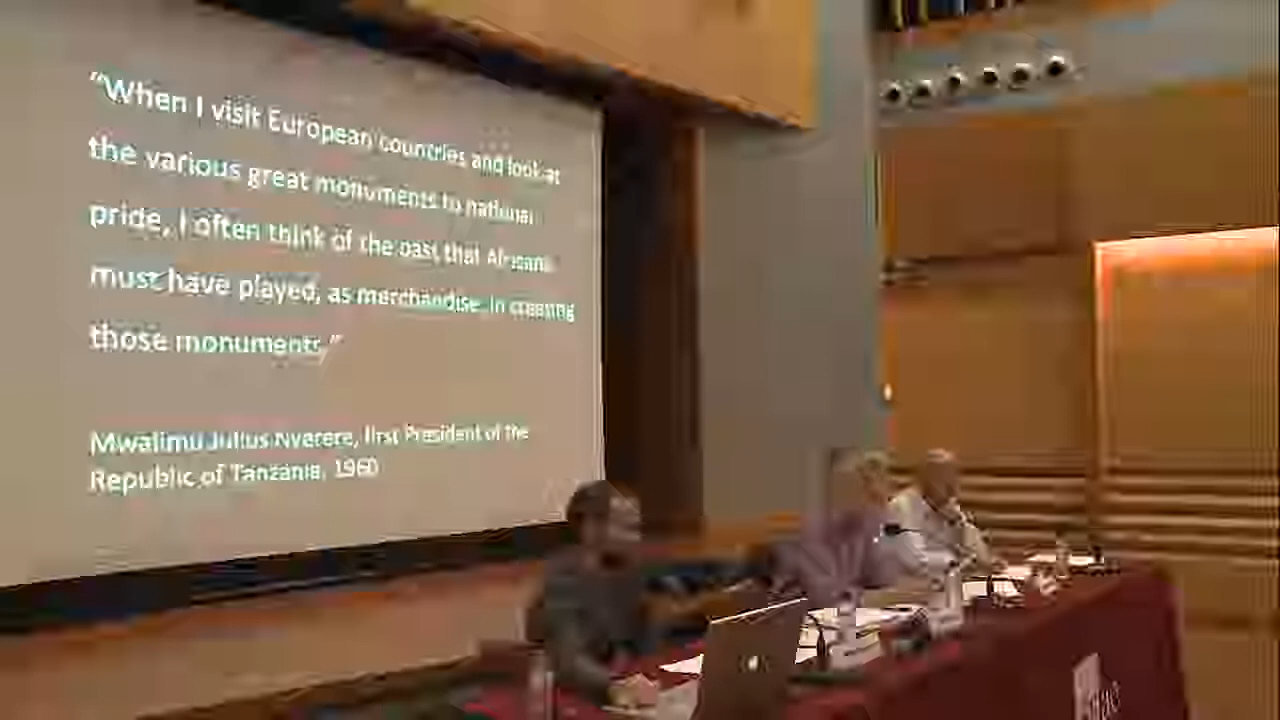 “When I visit European countries and look at
the various great monuments to national
pride, I often think of the past that Africans
must have played, as merchandise, in creating
those monuments.”
Mwalimu Julius Nyerere, first President of the
Republic of Tanzania, 1960